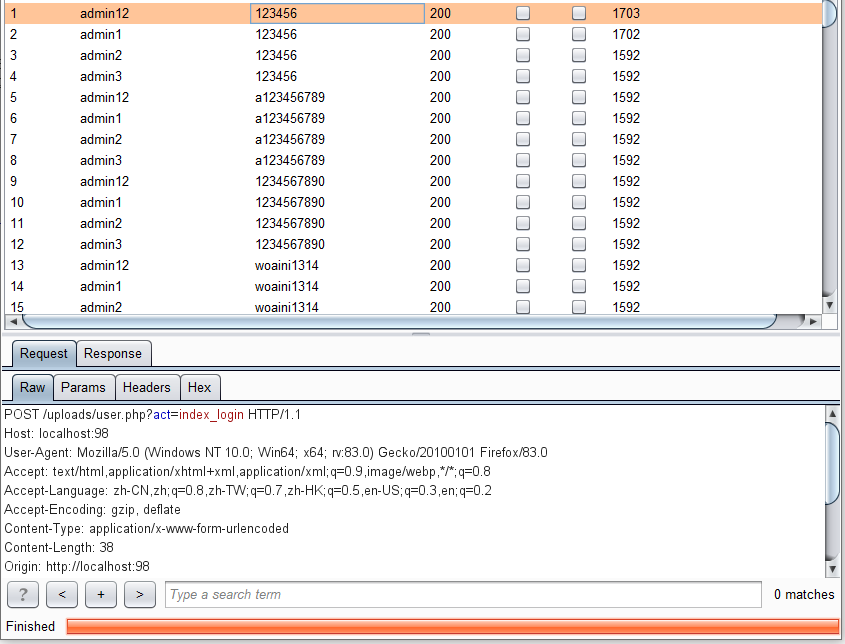 1 admin12 123456 200 1703
2 admin1 123456 200 1702
3 admin2 123456 200 1592
4 admin3 123456 200 1592
5 admin12 a123456789 200 1592
6 admin1 a123456789 200 1592
7 admin2 a123456789 200 1592
8 admin3 a123456789 200 1592
9 admin12 1234567890 200 1592
10 admin1 1234567890 200 1592
11 admin2 1234567890 200 1592
12 admin3 1234567890 200 1592
13 admin12 woaini1314 200 1592
14 admin1 woaini1314 200 1592
15 admin2 woaini1314 200 1592
Request Response
Raw Params Headers Hex
POST /uploads/user.php?act=index_login HTTP/1.1
Host: localhost:98
User-Agent: Mozilla/5.0 (Windows NT 10.0; Win64; x64; rv:83.0) Gecko/20100101 Firefox/83.0
Accept: text/html,application/xhtml+xml,application/xml;q=0.9,image/webp,*/*;q=0.8
Accept-Language: zh-CN,zh;q=0.8,zh-TW;q=0.7,zh-HK;q=0.5,en-US;q=0.3,en;q=0.2
Accept-Encoding: gzip, deflate
Content-Type: application/x-www-form-urlencoded
Content-Length: 38
Origin: http://localhost:98
? < + > Type a search term 0 matches
Finished